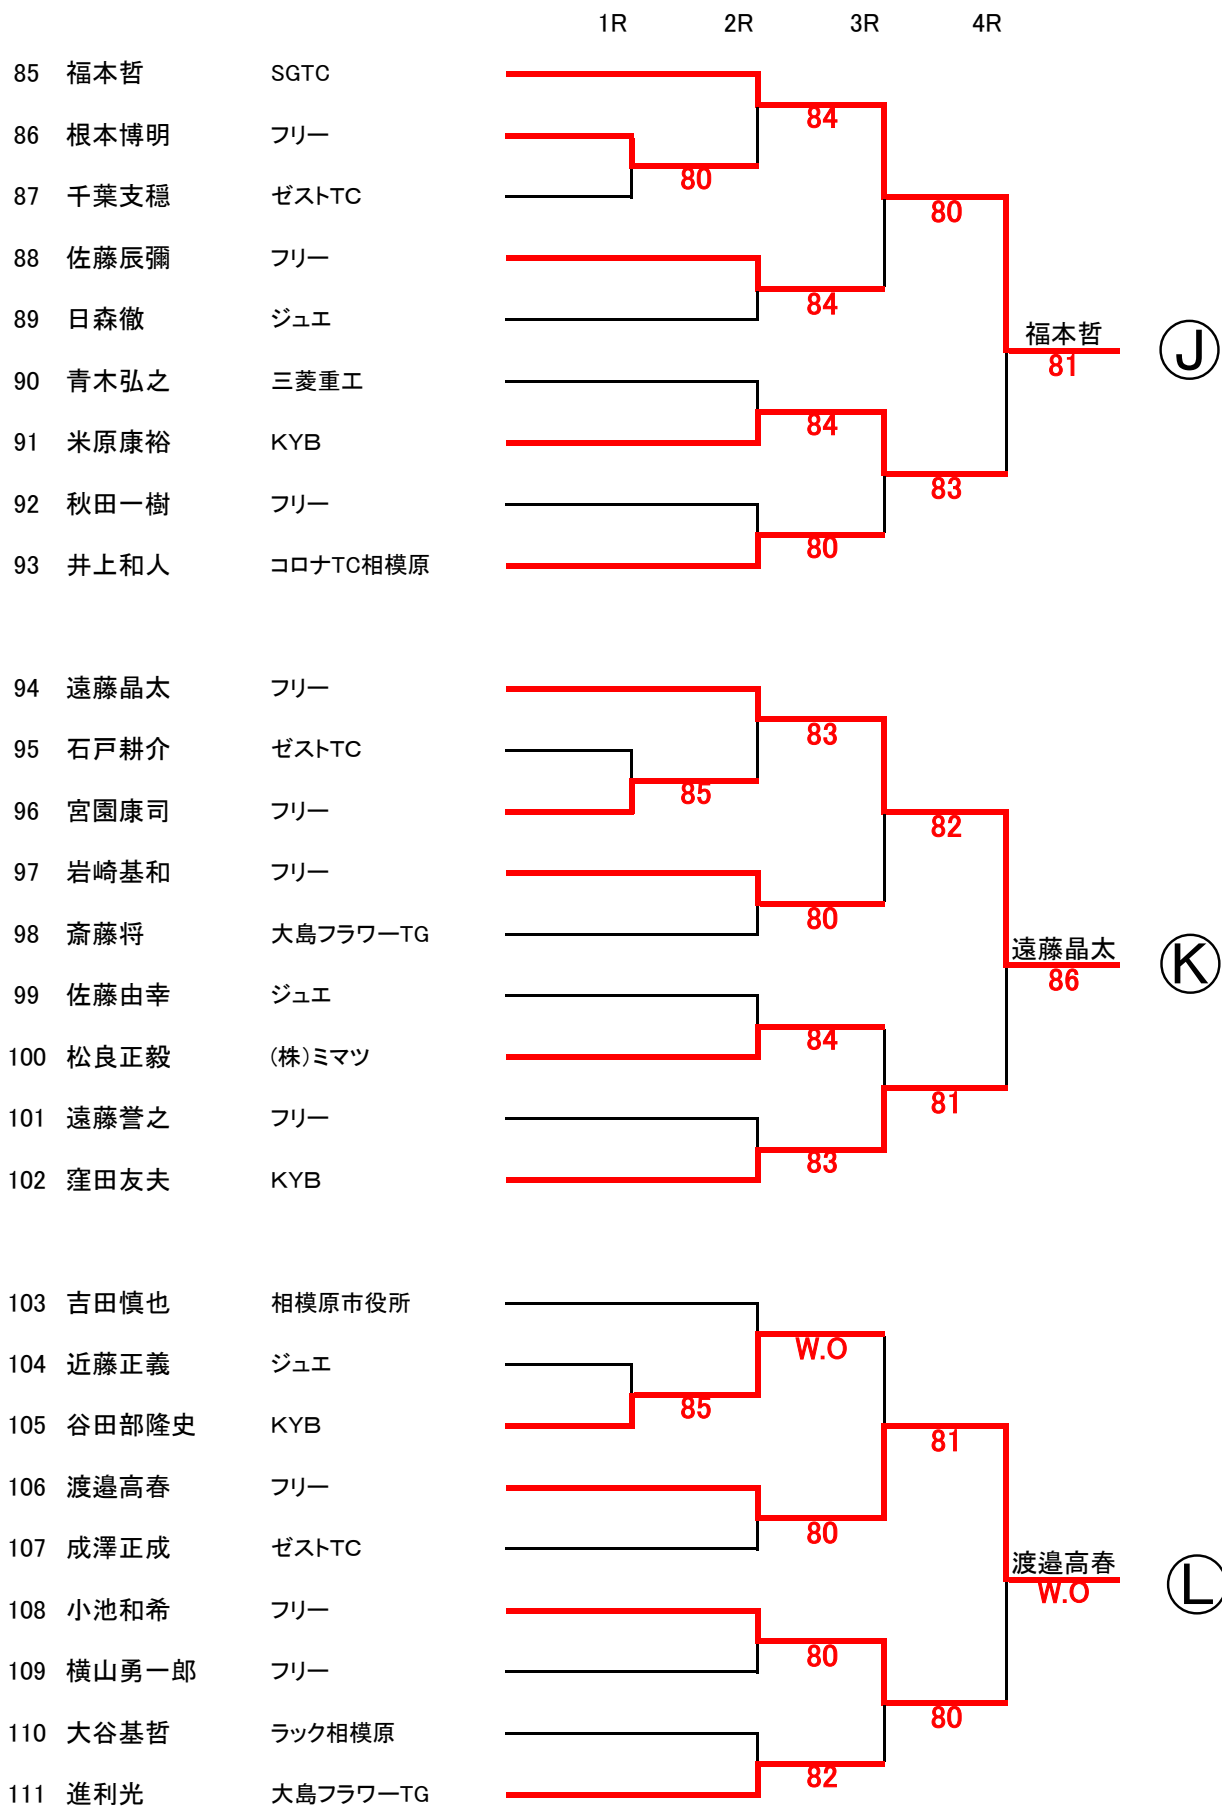 1R 2R 3R 4R
85 福本哲 SGTC
84
86 根本博明 フリー
80
87 千葉支穏 ゼストTC
80
88 佐藤辰彌 フリー
84
89 日森徹 ジュエ
福本哲
81
J
90 青木弘之 三菱重工
84
91 米原康裕 KYB
83
92 秋田一樹 フリー
80
93 井上和人 コロナTC相模原
94 遠藤晶太 フリー
83
95 石戸耕介 ゼストTC
85
96 宮園康司 フリー
82
97 岩崎基和 フリー
80
98 斎藤将 大島フラワーTG
遠藤晶太
86
K
99 佐藤由幸 ジュエ
84
100 松良正毅 (株)ミマツ
81
101 遠藤誉之 フリー
83
102 窪田友夫 KYB
103 吉田慎也 相模原市役所
W.O
104 近藤正義 ジュエ
85
105 谷田部隆史 KYB
81
106 渡邉高春 フリー
80
107 成澤正成 ゼストTC
渡邉高春
W.O
L
108 小池和希 フリー
80
109 横山勇一郎 フリー
80
110 大谷基哲 ラック相模原
82
111 進利光 大島フラワーTG